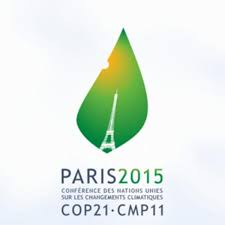 PARIS2015
CONFÉRENCE DES NATIONS UNIES
SUR LES CHANGEMENTS CLIMATIQUES
COP21·CMP11